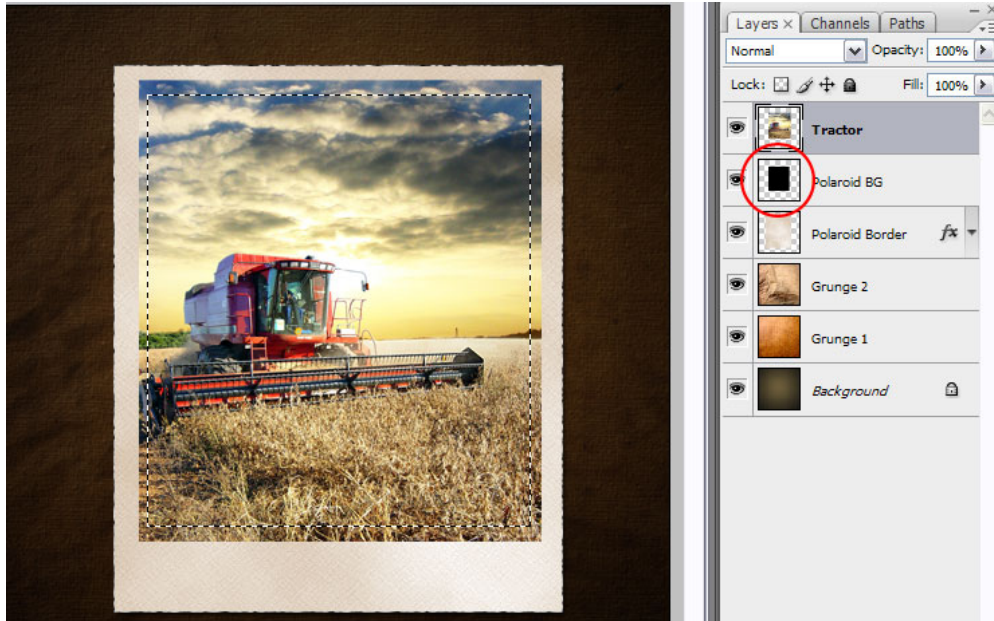 Layers × Channels Paths
Normal Opacity: 100%
Lock: Fill: 100%
Tractor
Polaroid BG
Polaroid Border fx
Grunge 2
Grunge 1
Background